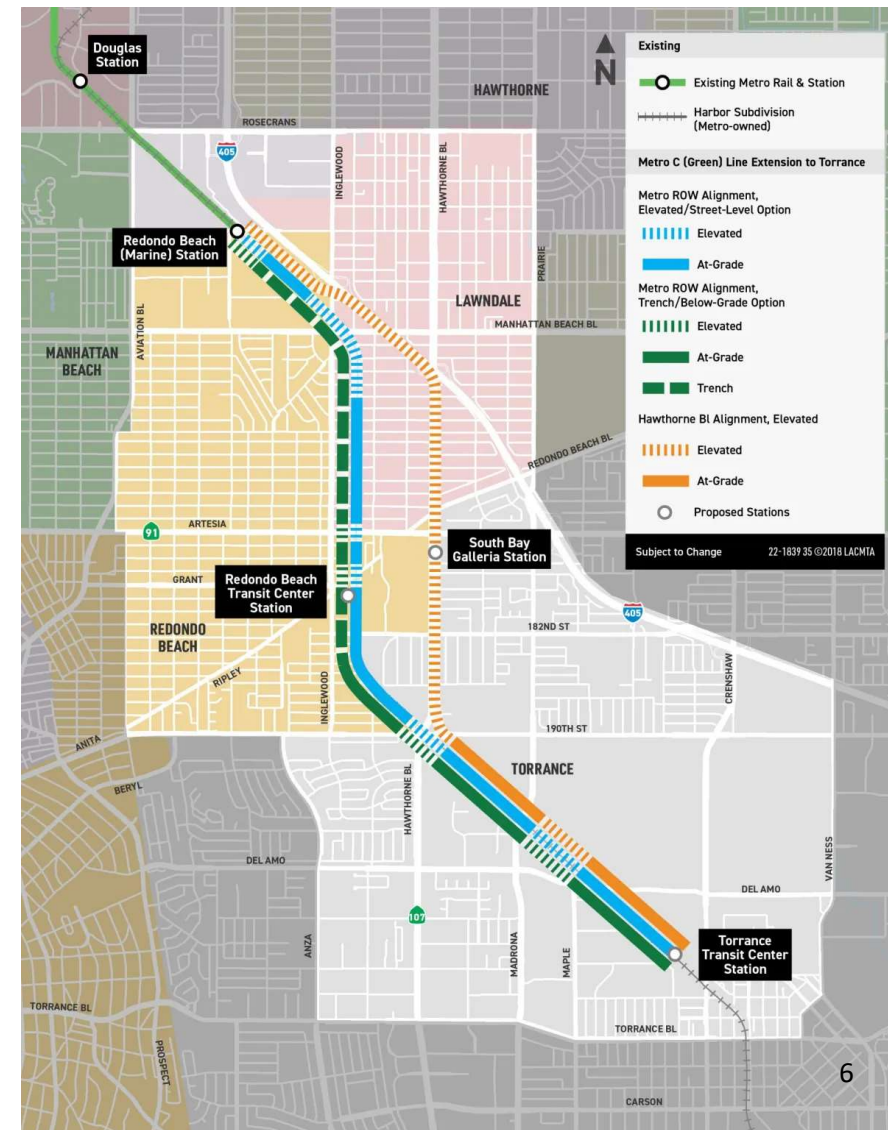 Douglas
Station
HAWTHORNE
N
ROSECRANS
405
INGLEWOOD
HAWTHORNE BL
Redondo Beach
(Marine) Station
PRAIRIE
LAWNDALE
AVIATION BL
MANHATTAN BEACH BL
MANHATTAN
BEACH
REDONDO BEACH BL
91
ARTESIA
South Bay
Galleria Station
GRANT
Redondo Beach
Transit Center
Station
405
182ND ST
REDONDO
BEACH
RIPLEY
INGLEWOOD
CRENSHAW
ANITA
190TH ST
BERYL
TORRANCE
HAWTHORNE BL
VAN NESS
DEL AMO
DEL AMO
107
ANZA
MADRONA
MAPLE
Torrance
Transit Center
Station
TORRANCE BL
TORRANCE BL
PROSPECT
CARSON
6
Existing
Existing Metro Rail & Station
Harbor Subdivision
(Metro-owned)
Metro C (Green) Line Extension to Torrance
Metro ROW Alignment,
Elevated/Street-Level Option
Elevated
At-Grade
Metro ROW Alignment,
Trench/Below-Grade Option
Elevated
At-Grade
Trench
Hawthorne Bl Alignment, Elevated
Elevated
At-Grade
Proposed Stations
Subject to Change
22-1839 35 ©2018 LACMTA